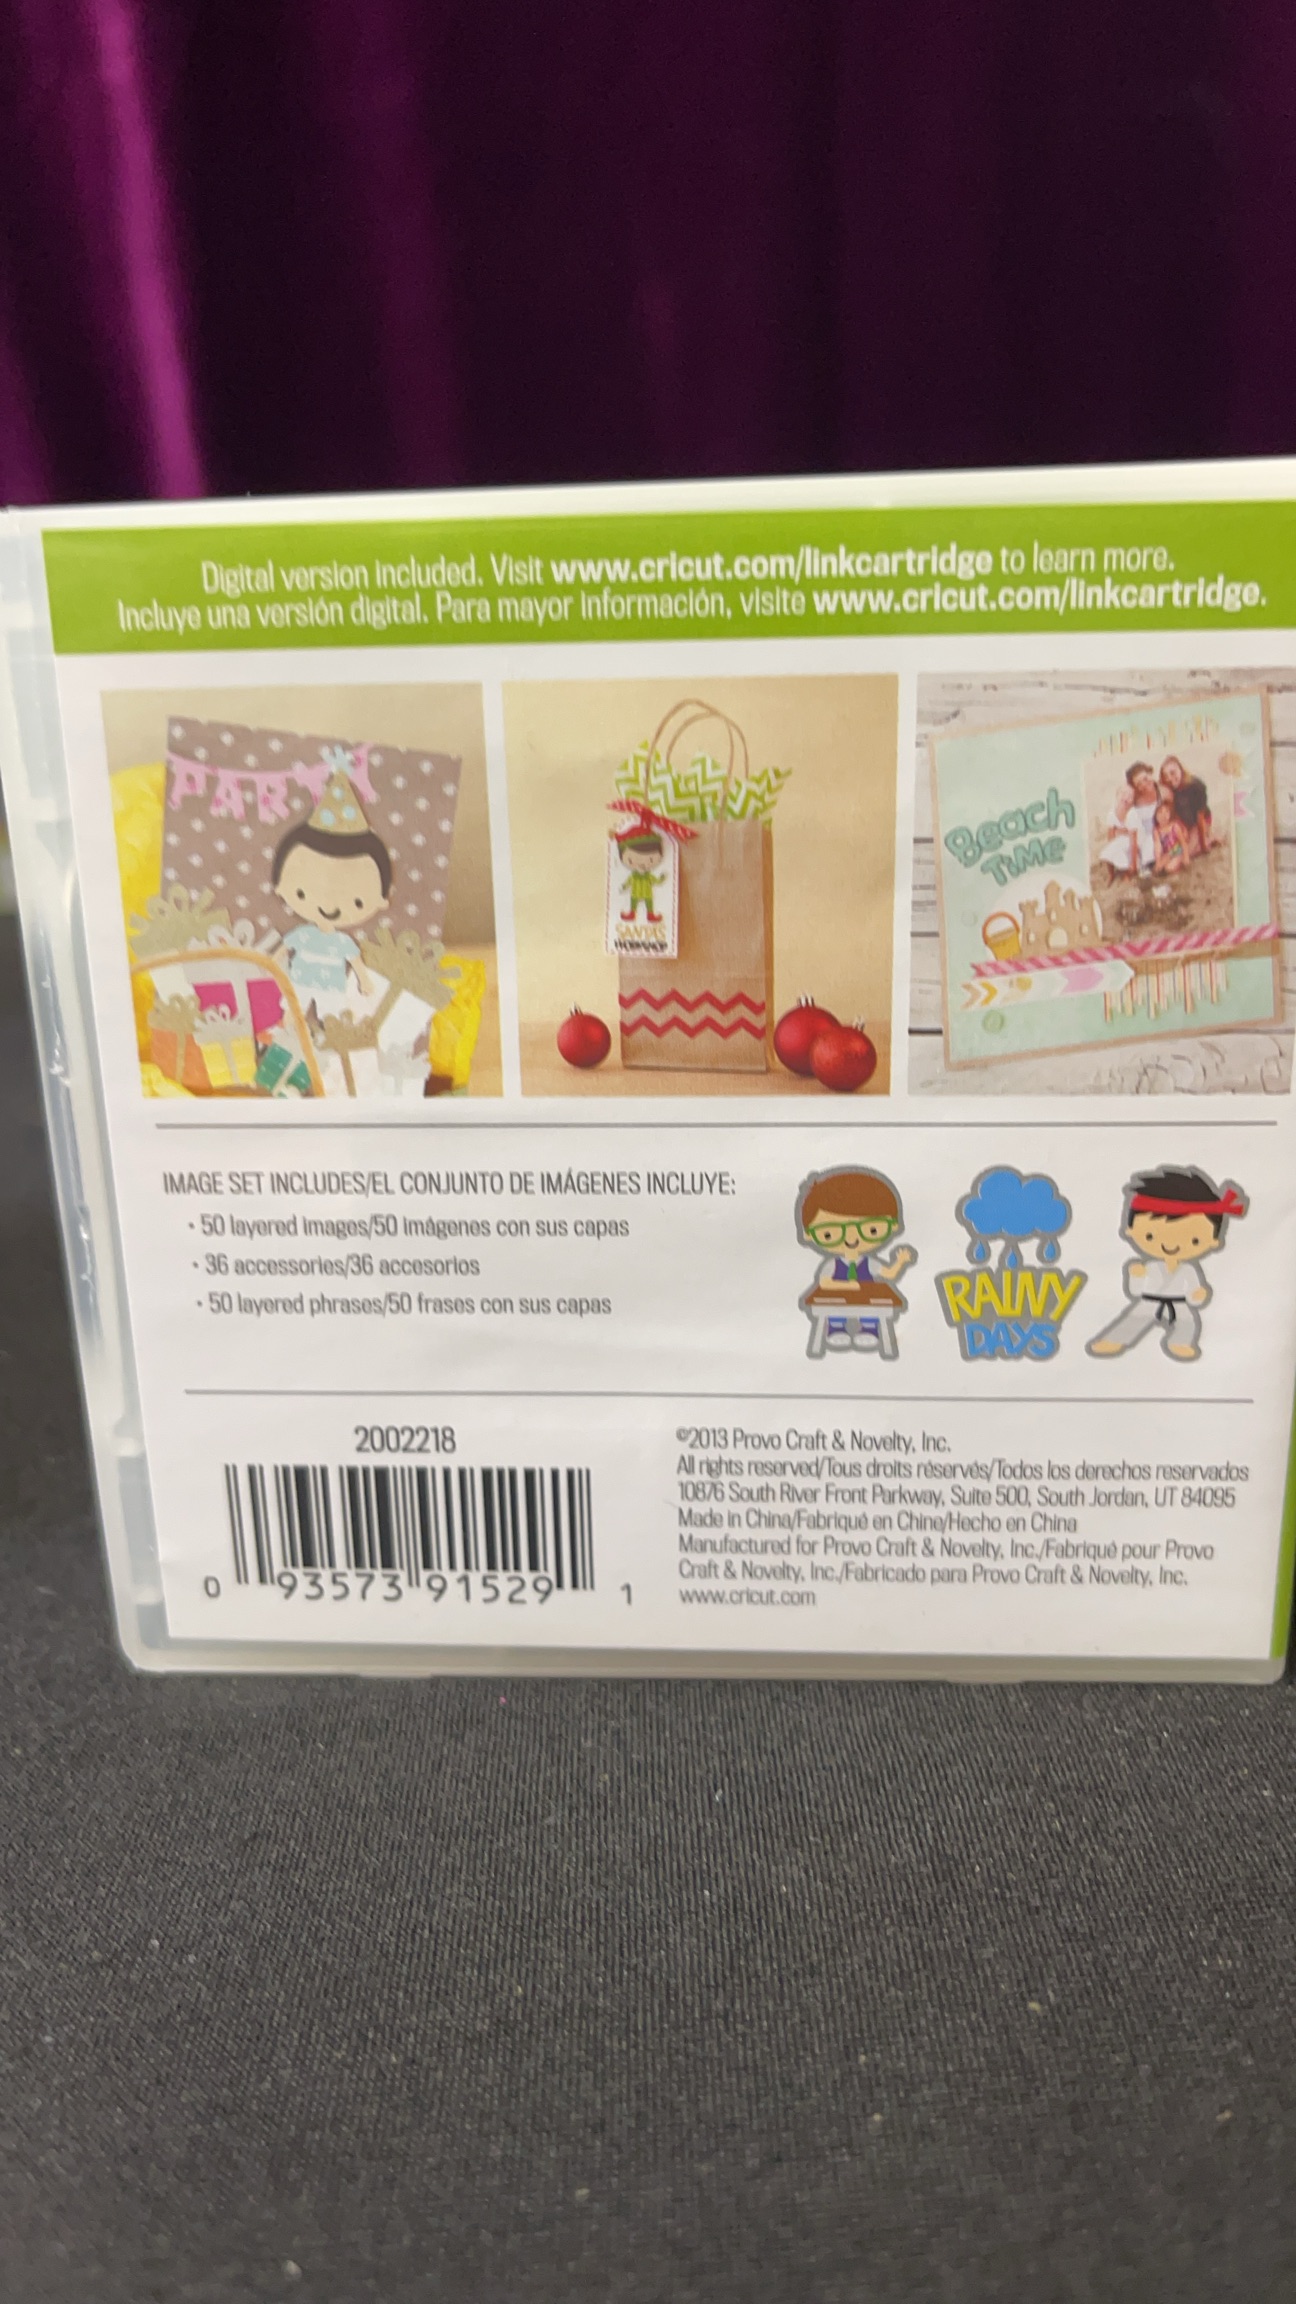 Digital version included. Visit www.cricut.com/linkcartridge to learn more.
Incluye una versión digital. Para mayor información, visite www.cricut.com/linkcartridge.
PARTY
SANTA'S
Beach
TiME
IMAGE SET INCLUDES/EL CONJUNTO DE IMÁGENES INCLUYE:
• 50 layered images/50 imágenes con sus capas
• 36 accessories/36 accesorios
• 50 layered phrases/50 frases con sus capas
RAINY
DAYS
2002218
0 93573 91529 1
©2013 Provo Craft & Novelty, Inc.
All rights reserved/Tous droits réservés/Todos los derechos reservados
10876 South River Front Parkway, Suite 500, South Jordan, UT 84095
Made in China/Fabriqué en Chine/Hecho en China
Manufactured for Provo Craft & Novelty, Inc./Fabriqué pour Provo
Craft & Novelty, Inc./Fabricado para Provo Craft & Novelty, Inc.
www.cricut.com